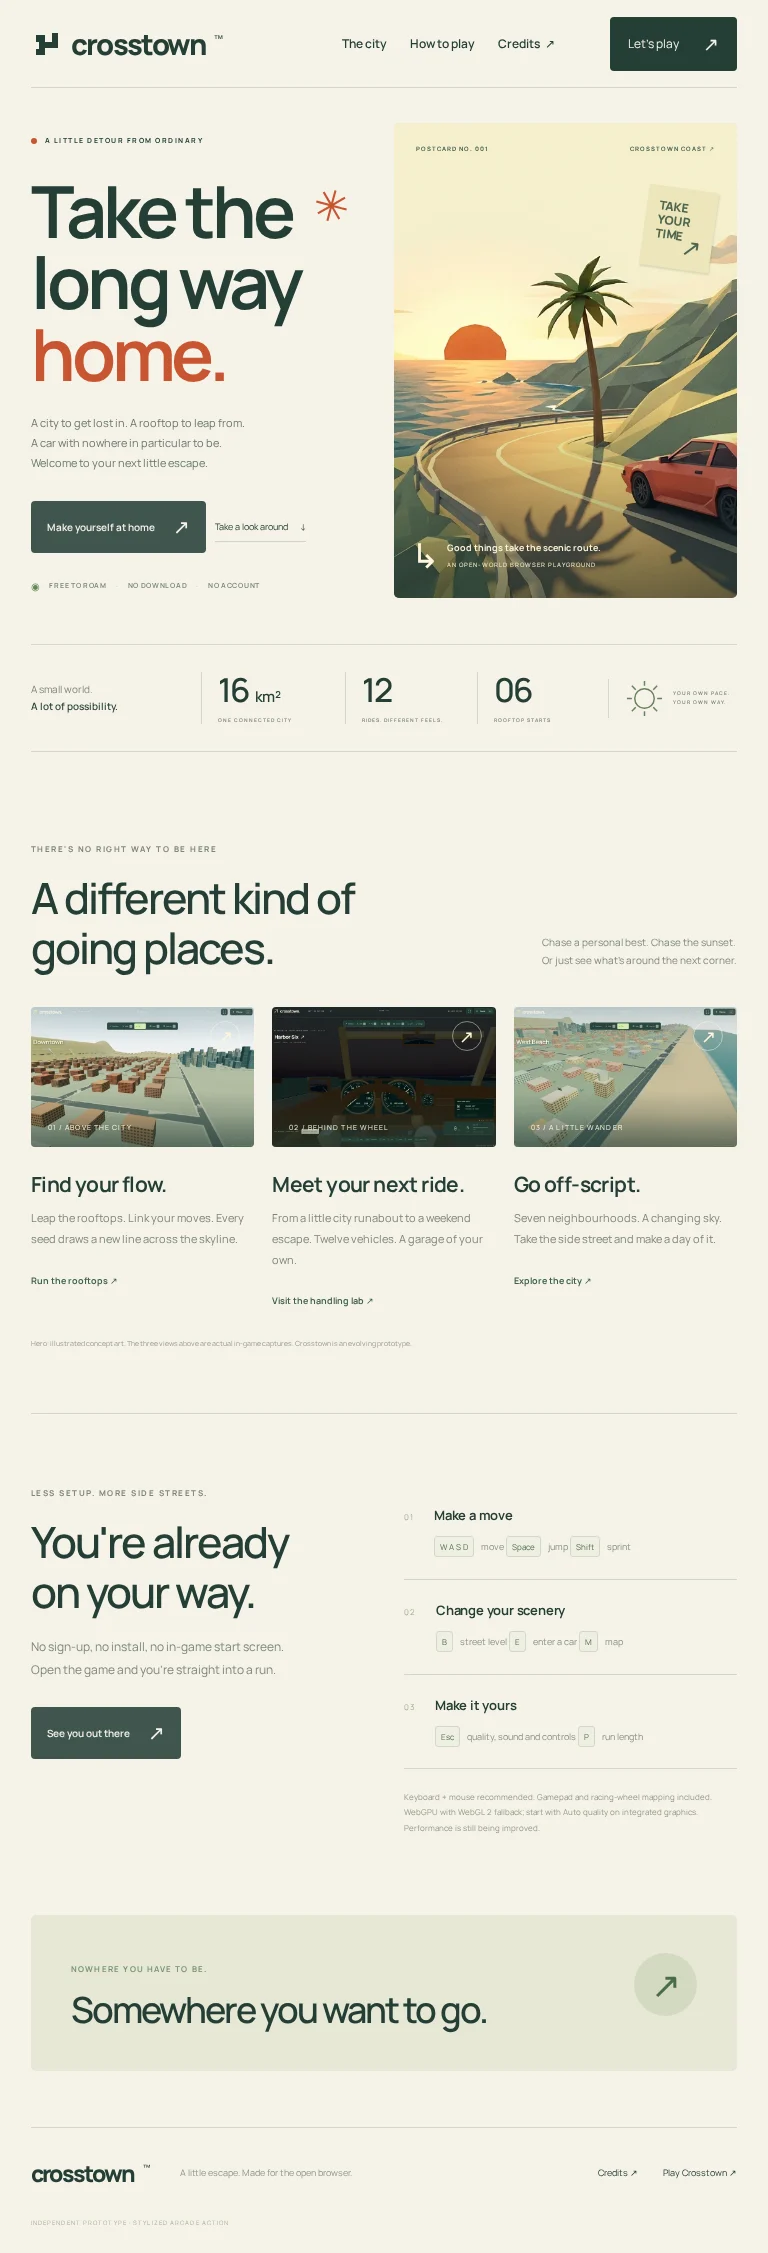 crosstown ™
The city
How to play
Credits ↗
Let's play ↗
A LITTLE DETOUR FROM ORDINARY
Take the
long way
home.
A city to get lost in. A rooftop to leap from.
A car with nowhere in particular to be.
Welcome to your next little escape.
Make yourself at home ↗
Take a look around ↓
FREE TO ROAM · NO DOWNLOAD · NO ACCOUNT
POSTCARD NO. 001
CROSSTOWN COAST ↗
TAKE
YOUR
TIME
↗
Good things take the scenic route.
AN OPEN-WORLD BROWSER PLAYGROUND
A small world.
A lot of possibility.
16 km²
ONE CONNECTED CITY
12
RIDES. DIFFERENT FEELS.
06
ROOFTOP STARTS
YOUR OWN PACE.
YOUR OWN WAY.
THERE'S NO RIGHT WAY TO BE HERE
A different kind of
going places.
Chase a personal best. Chase the sunset.
Or just see what's around the next corner.
crosstown
Downtown
01 / ABOVE THE CITY
crosstown
Harbor Six ↗
02 / BEHIND THE WHEEL
crosstown
West Beach
03 / A LITTLE WANDER
Find your flow.
Leap the rooftops. Link your moves. Every
seed draws a new line across the skyline.
Run the rooftops ↗
Meet your next ride.
From a little city runabout to a weekend
escape. Twelve vehicles. A garage of your
own.
Visit the handling lab ↗
Go off-script.
Seven neighbourhoods. A changing sky.
Take the side street and make a day of it.
Explore the city ↗
Hero: illustrated concept art. The three views above are actual in-game captures. Crosstown is an evolving prototype.
LESS SETUP. MORE SIDE STREETS.
You're already
on your way.
No sign-up, no install, no in-game start screen.
Open the game and you're straight into a run.
See you out there ↗
01
Make a move
W A S D move Space jump Shift sprint
02
Change your scenery
B street level E enter a car M map
03
Make it yours
Esc quality, sound and controls P run length
Keyboard + mouse recommended. Gamepad and racing-wheel mapping included.
WebGPU with WebGL 2 fallback; start with Auto quality on integrated graphics.
Performance is still being improved.
NOWHERE YOU HAVE TO BE.
Somewhere you want to go.
↗
crosstown ™
A little escape. Made for the open browser.
Credits ↗
Play Crosstown ↗
INDEPENDENT PROTOTYPE · STYLIZED ARCADE ACTION